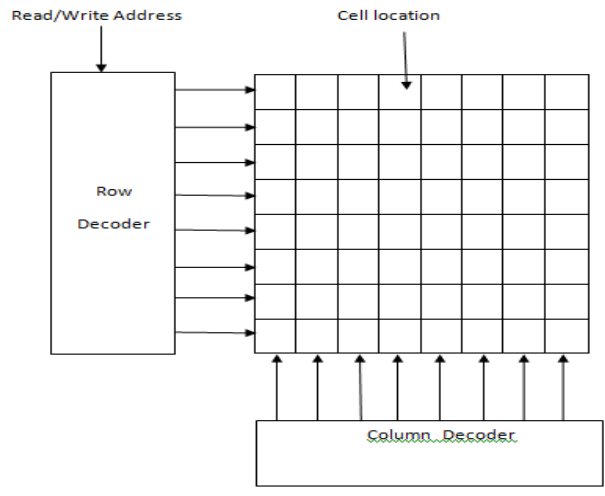 Read/Write Address
Cell location
Row
Decoder
Column Decoder